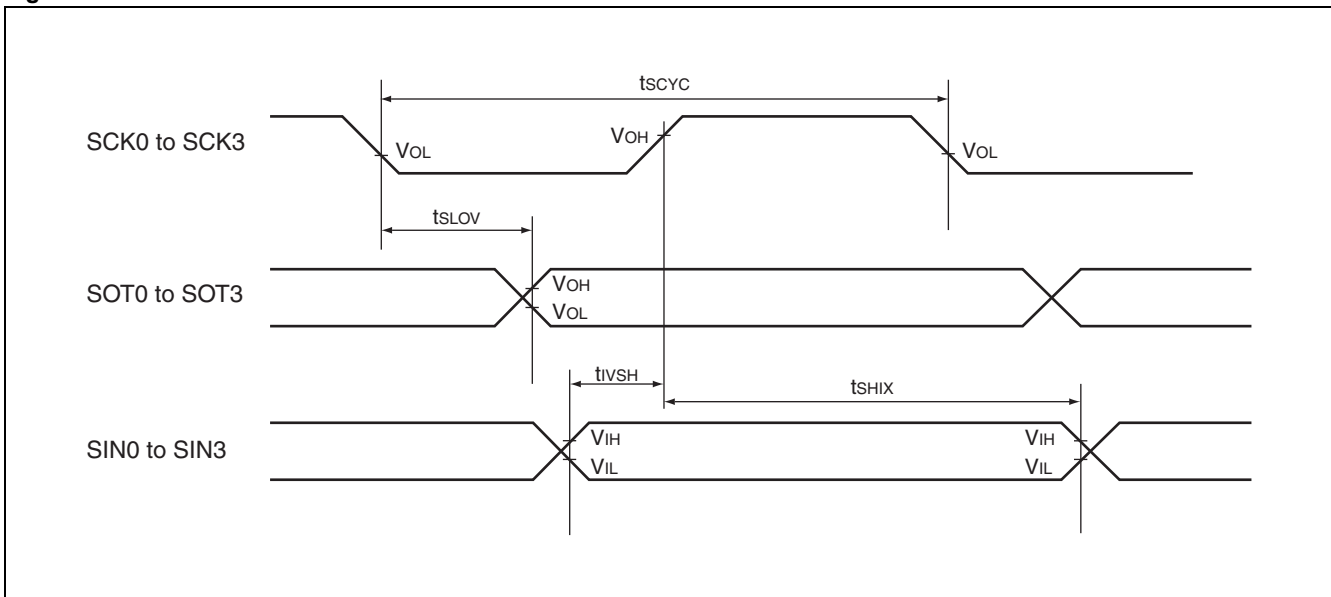 tSCYC
SCK0 to SCK3
VOL
VOH
VOL
tSLOV
SOT0 to SOT3
VOH
VOL
tIVSH
tSHIX
SIN0 to SIN3
VIH
VIL
VIH
VIL